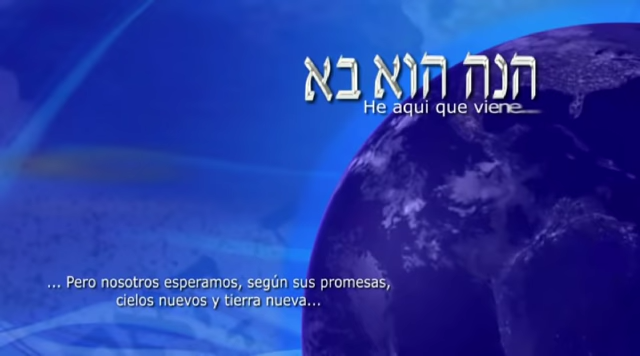 הנה הוא בא
He aqui que viene...
... Pero nosotros esperamos, según sus promesas,
cielos nuevos y tierra nueva...